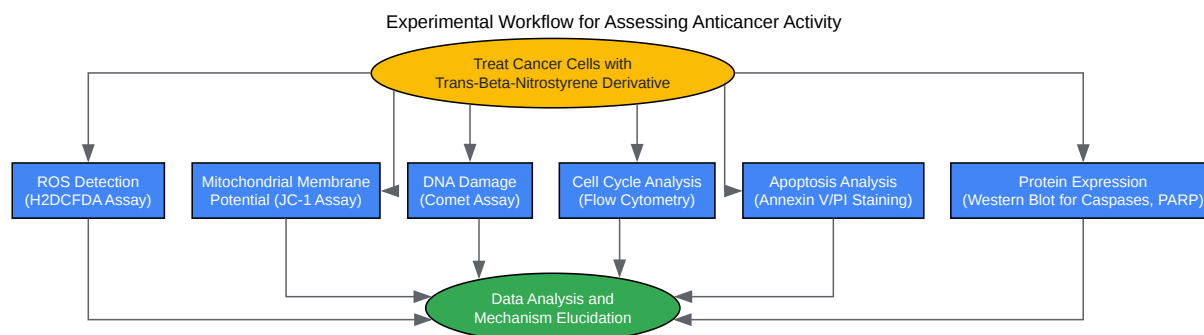 Experimental Workflow for Assessing Anticancer Activity
Treat Cancer Cells with
Trans-Beta-Nitrostyrene Derivative
ROS Detection
(H2DCFDA Assay)
Mitochondrial Membrane
Potential (JC-1 Assay)
DNA Damage
(Comet Assay)
Cell Cycle Analysis
(Flow Cytometry)
Apoptosis Analysis
(Annexin V/PI Staining)
Protein Expression
(Western Blot for Caspases, PARP)
Data Analysis and
Mechanism Elucidation